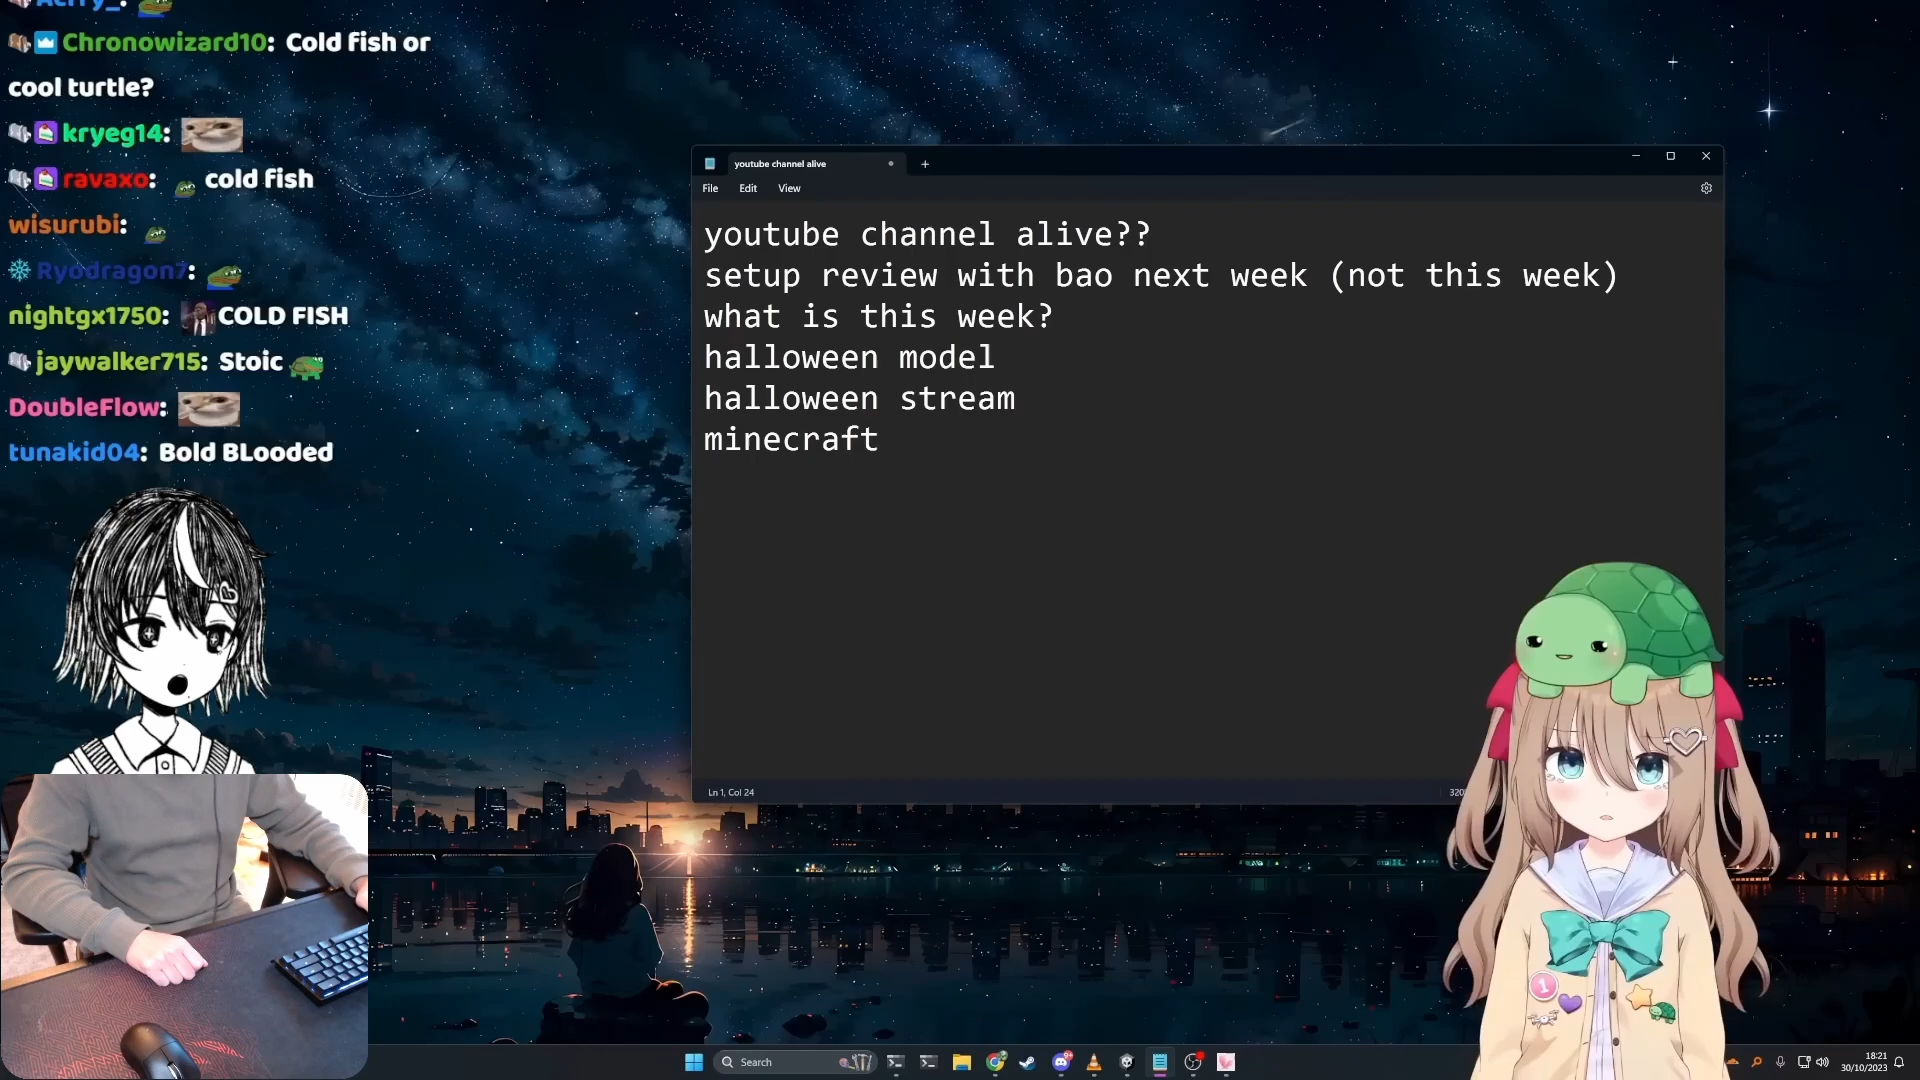 Chronowizard10: Cold fish or
cool turtle?
kryeg14:
ravaxo: cold fish
wisurubi:
Ryodragon7:
nightgx1750: COLD FISH
jaywalker715: Stoic
DoubleFlow:
tunakid04: Bold BLooded
youtube channel alive
File Edit View
youtube channel alive??
setup review with bao next week (not this week)
what is this week?
halloween model
halloween stream
minecraft
Ln 1, Col 24
1
Search
18:21
30/10/2023